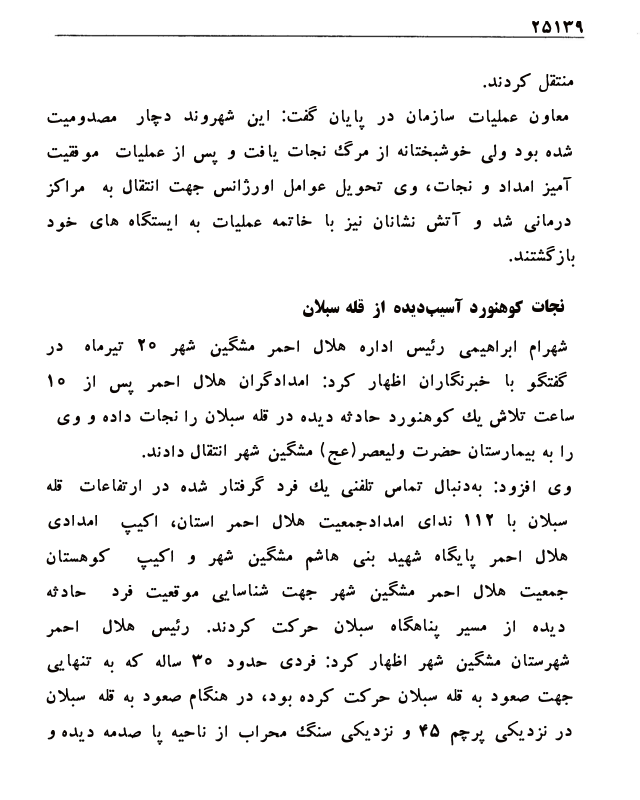 ۲۵۱۳۹
منتقل کردند.
معاون عملیات سازمان در پایان گفت: این شهروند دچار مصدومیت
شده بود ولی خوشبختانه از مرگ نجات یافت و پس از عملیات موفقیت
آمیز امداد و نجات، وی تحویل عوامل اورژانس جهت انتقال به مراکز
درمانی شد و آتش نشانان نیز با خاتمه عملیات به ایستگاه های خود
بازگشتند.
نجات کوهنورد آسیب‌دیده از قله سبلان
شهرام ابراهیمی رئیس اداره هلال احمر مشگین شهر ۲۰ تیرماه در
گفتگو با خبرنگاران اظهار کرد: امدادگران هلال احمر پس از ۱۰
ساعت تلاش یك کوهنورد حادثه دیده در قله سبلان را نجات داده و وی
را به بیمارستان حضرت ولیعصر(عج) مشگین شهر انتقال دادند.
وی افزود: به‌دنبال تماس تلفنی یك فرد گرفتار شده در ارتفاعات قله
سبلان با ۱۱۲ ندای امدادجمعیت هلال احمر استان، اکیپ امدادی
هلال احمر پایگاه شهید بنی هاشم مشگین شهر و اکیپ کوهستان
جمعیت هلال احمر مشگین شهر جهت شناسایی موقعیت فرد حادثه
دیده از مسیر پناهگاه سبلان حرکت کردند. رئیس هلال احمر
شهرستان مشگین شهر اظهار کرد: فردی حدود ۳۰ ساله که به تنهایی
جهت صعود به قله سبلان حرکت کرده بود، در هنگام صعود به قله سبلان
در نزدیکی پرچم ۴۵ و نزدیکی سنگ محراب از ناحیه پا صدمه دیده و